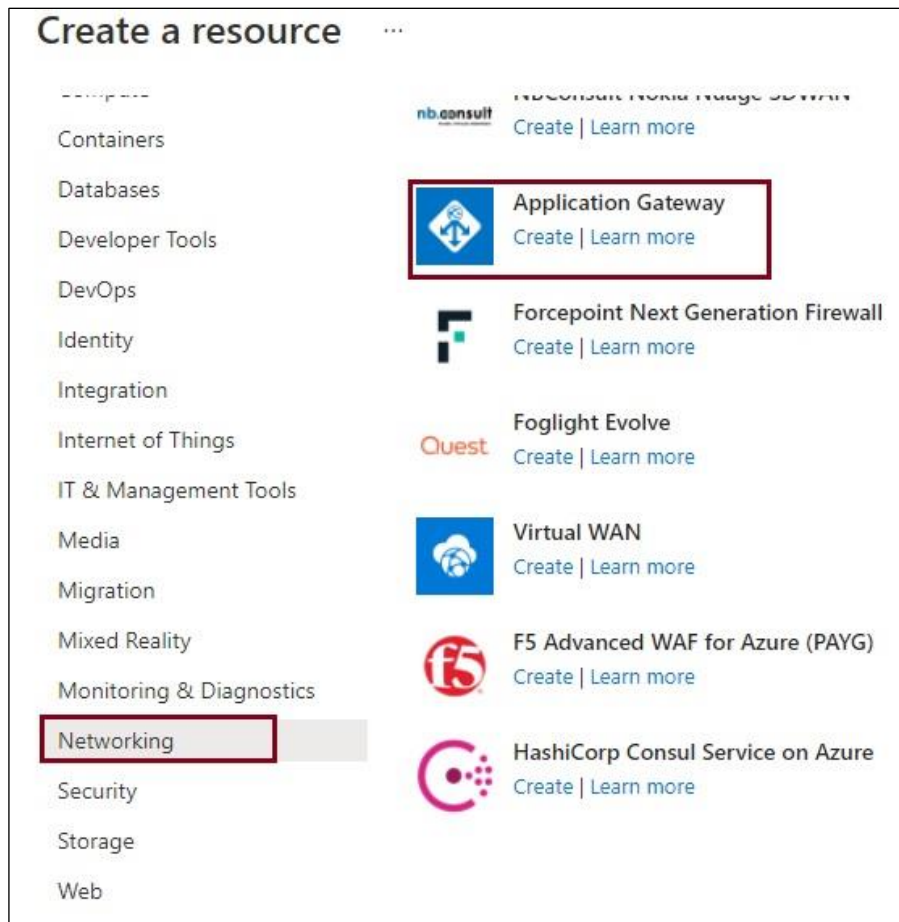 Create a resource ...
Containers
Databases
Developer Tools
DevOps
Identity
Integration
Internet of Things
IT & Management Tools
Media
Migration
Mixed Reality
Monitoring & Diagnostics
Networking
Security
Storage
Web
nb.consult
Create | Learn more
Application Gateway
Create | Learn more
Forcepoint Next Generation Firewall
Create | Learn more
Quest
Foglight Evolve
Create | Learn more
Virtual WAN
Create | Learn more
f5
F5 Advanced WAF for Azure (PAYG)
Create | Learn more
HashiCorp Consul Service on Azure
Create | Learn more